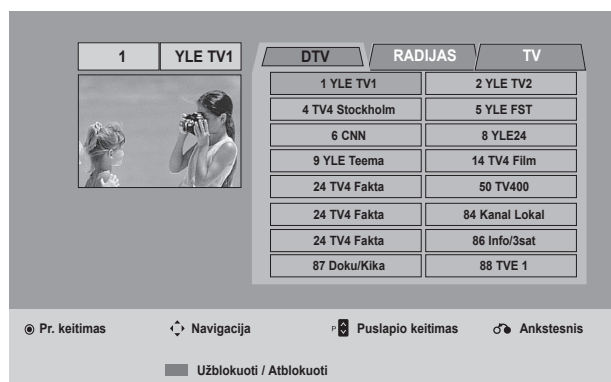 1 YLE TV1
DTV RADIJAS TV
1 YLE TV1 2 YLE TV2
4 TV4 Stockholm 5 YLE FST
6 CNN 8 YLE24
9 YLE Teema 14 TV4 Film
24 TV4 Fakta 50 TV400
24 TV4 Fakta 84 Kanal Lokal
24 TV4 Fakta 86 Info/3sat
87 Doku/Kika 88 TVE 1
Pr. keitimas Navigacija P Puslapio keitimas Ankstesnis
Užblokuoti / Atblokuoti